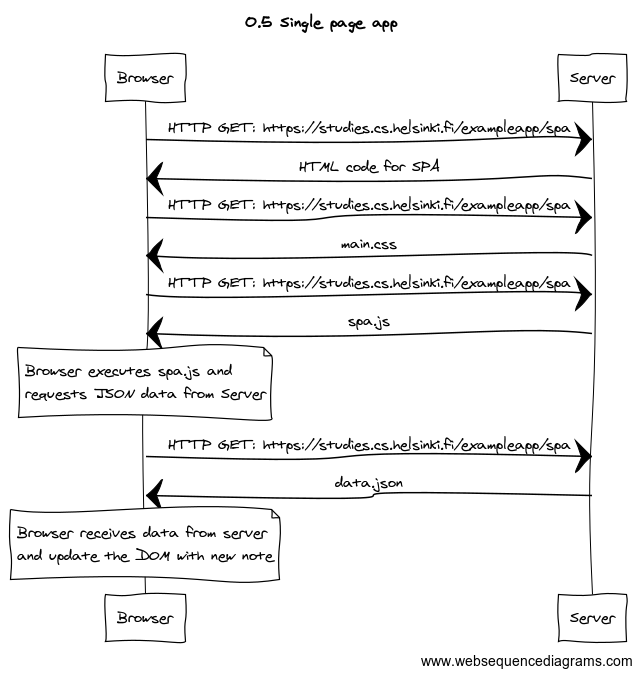 0.5 Single page app
Browser
Server
HTTP GET: https://studies.cs.helsinki.fi/exampleapp/spa
HTML code for SPA
HTTP GET: https://studies.cs.helsinki.fi/exampleapp/spa
main.css
HTTP GET: https://studies.cs.helsinki.fi/exampleapp/spa
spa.js
Browser executes spa.js and
requests JSON data from Server
HTTP GET: https://studies.cs.helsinki.fi/exampleapp/spa
data.json
Browser receives data from server
and update the DOM with new note
Browser
Server
www.websequencediagrams.com